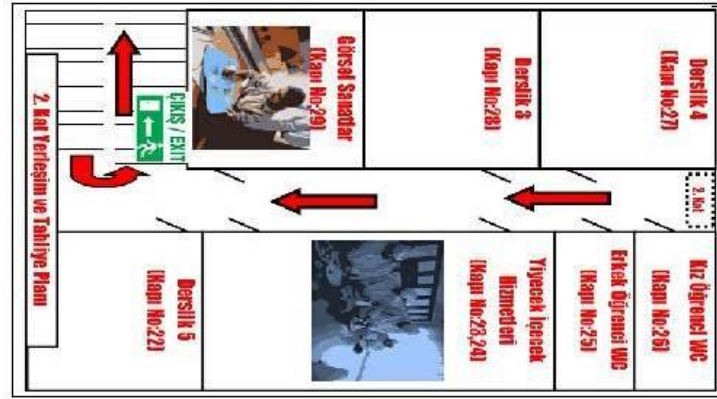 2. Kat Yerleşim ve Tahliye Planı
ÇIKIŞ / EXIT
Görsel Sanatlar
(Kapı No:29)
Derslik 3
(Kapı No:28)
Derslik 4
(Kapı No:27)
2. Kat
Derslik 5
(Kapı No:22)
Yiyecek İçecek
Hizmetleri
(Kapı No:23,24)
Erkek Öğrenci WC
(Kapı No:25)
Kız Öğrenci WC
(Kapı No:26)